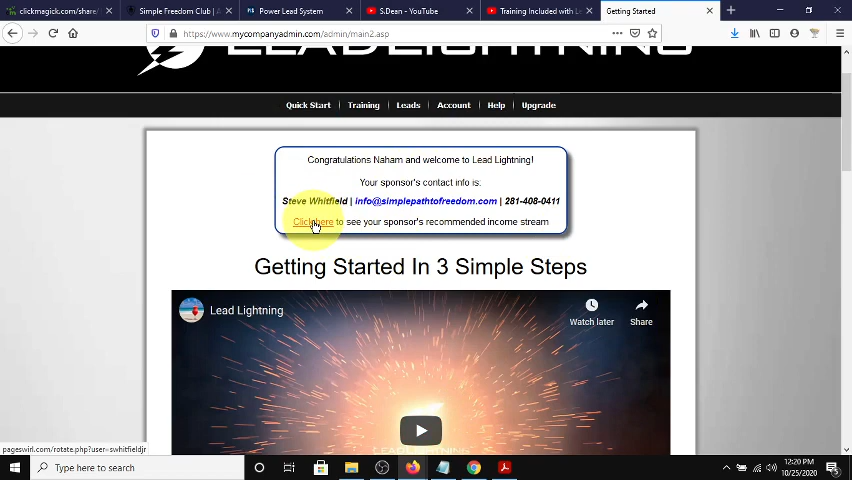 clickmagick.com/share/
Simple Freedom Club | A
Power Lead System
S.Dean - YouTube
Training Included with L
Getting Started
https://www.mycompanyadmin.com/admin/main2.asp
LEAD LIGHTNING
Quick Start Training Leads Account Help Upgrade
Congratulations Naham and welcome to Lead Lightning!
Your sponsor's contact info is:
Steve Whitfield | info@simplepathtofreedom.com | 281-408-0411
Click here to see your sponsor's recommended income stream
Getting Started In 3 Simple Steps
Lead Lightning
Watch later
Share
pageswirl.com/rotate.php?user=swhitfieldjr
Type here to search
12:20 PM
10/25/2020